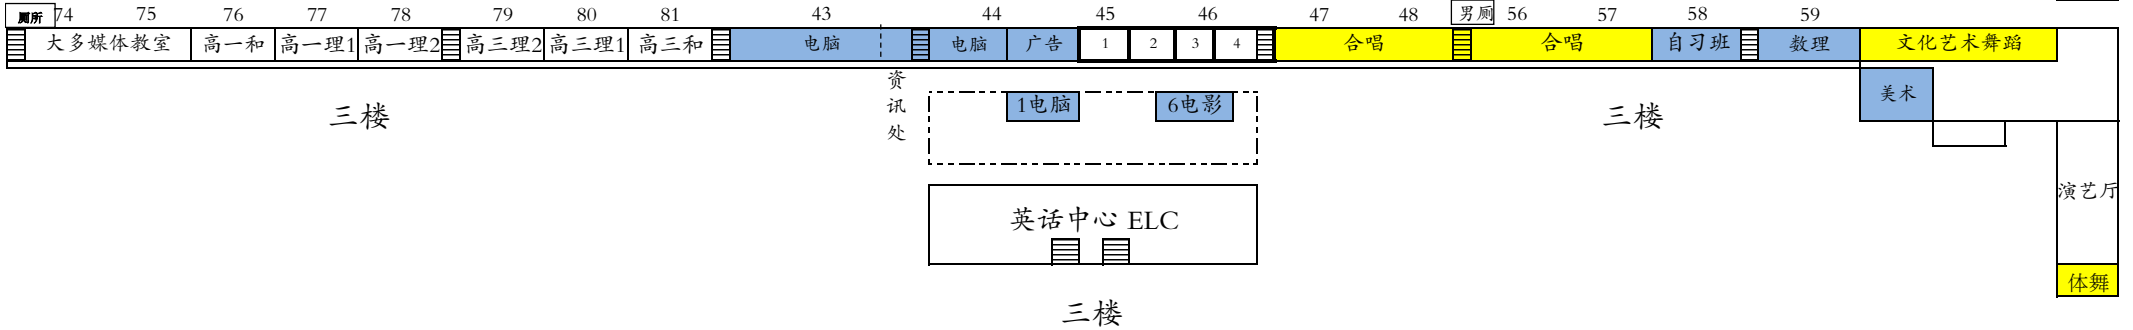 厕所 74 75 76 77 78 79 80 81 43 44 45 46 47 48 男厕 56 57 58 59
大多媒体教室 高一和 高一理1 高一理2 高三理2 高三理1 高三和 电脑 电脑 广告 1 2 3 4 合唱 合唱 自习班 数理 文化艺术舞蹈
资讯处
1电脑 6电影 美术
三楼 三楼
演艺厅
英话中心 ELC
体舞
三楼